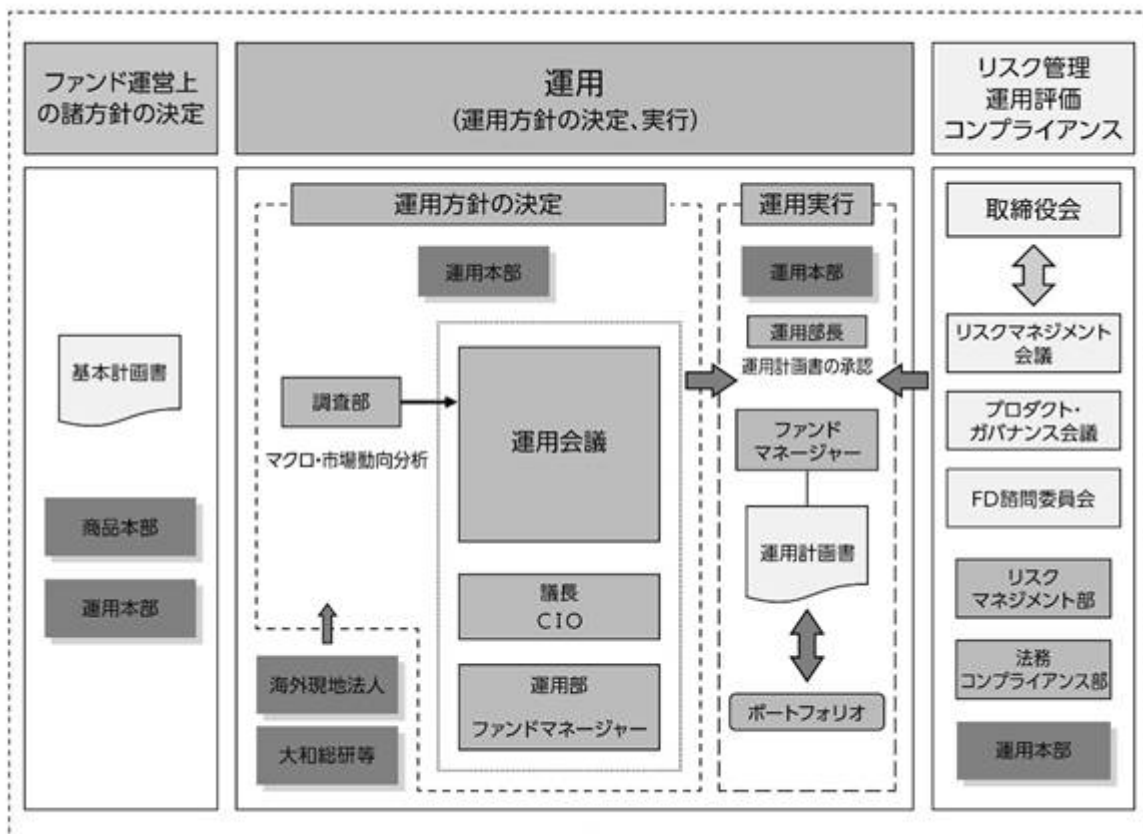 ファンド運営上
の諸方針の決定
運用
(運用方針の決定、実行)
リスク管理
運用評価
コンプライアンス
基本計画書
商品本部
運用本部
運用方針の決定
運用本部
調査部
マクロ・市場動向分析
運用会議
議長
CIO
運用部
ファンドマネージャー
海外現地法人
大和総研等
運用実行
運用本部
運用部長
運用計画書の承認
ファンド
マネージャー
運用計画書
ポートフォリオ
取締役会
リスクマネジメント
会議
プロダクト・
ガバナンス会議
FD諮問委員会
リスク
マネジメント部
法務
コンプライアンス部
運用本部